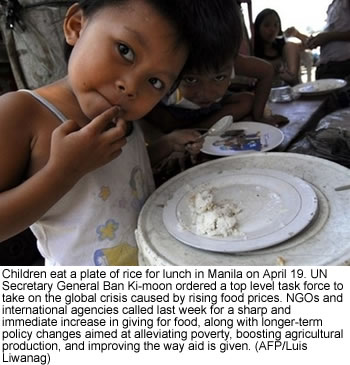 Children eat a plate of rice for lunch in Manila on April 19. UN
Secretary General Ban Ki-moon ordered a top level task force to
take on the global crisis caused by rising food prices. NGOs and
international agencies called last week for a sharp and
immediate increase in giving for food, along with longer-term
policy changes aimed at alleviating poverty, boosting agricultural
production, and improving the way aid is given. (AFP/Luis
Liwanag)